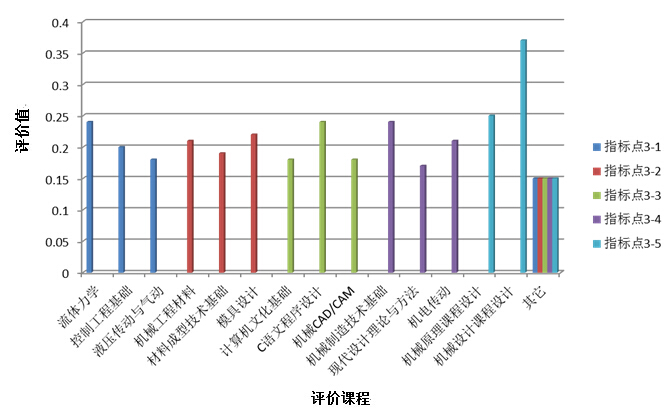 0.4
0.35
0.3
0.25
0.2
0.15
0.1
0.05
0
评价值
流体力学
控制工程基础
液压传动与气动
机械工程材料
材料成型技术基础
模具设计
计算机文化基础
C语文程序设计
机械CAD/CAM
机械制造技术基础
现代设计理论与方法
机电传动
机械原理课程设计
机械设计课程设计
其它
评价课程
指标点3-1
指标点3-2
指标点3-3
指标点3-4
指标点3-5